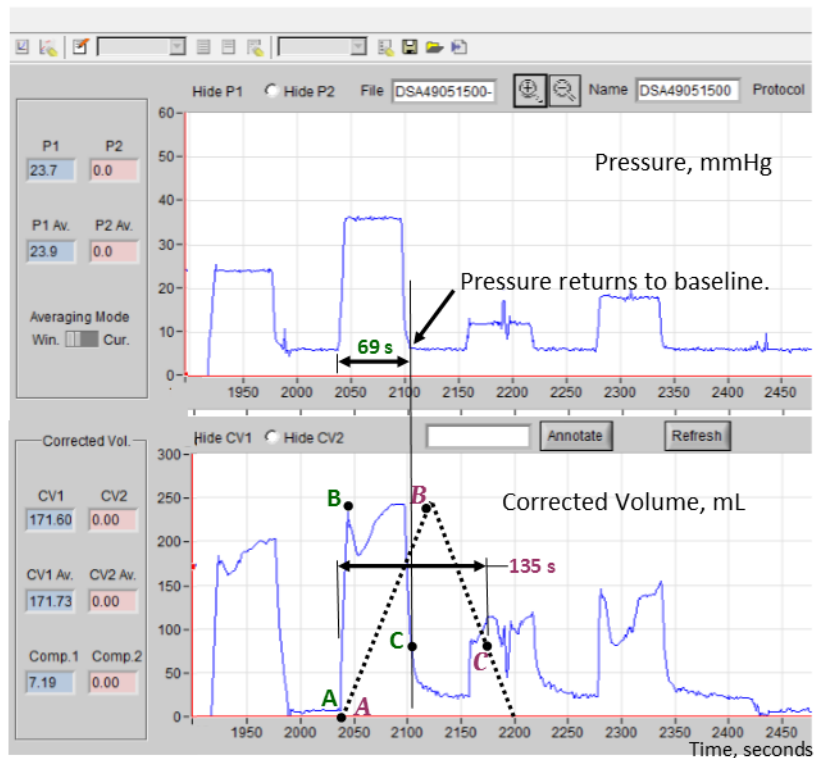 Hide P1 Hide P2 File DSA49051500- Name DSA49051500 Protocol
P1 P2
23.7 0.0
P1 Av. P2 Av.
23.9 0.0
Averaging Mode
Win. Cur.
60
50
40
30
20
10
0
Pressure, mmHg
Pressure returns to baseline.
69 s
1950 2000 2050 2100 2150 2200 2250 2300 2350 2400 2450
Corrected Vol.
CV1 CV2
171.60 0.00
CV1 Av. CV2 Av.
171.73 0.00
Comp.1 Comp.2
7.19 0.00
Hide CV1 Hide CV2 Annotate Refresh
300
250
200
150
100
50
0
Corrected Volume, mL
B B
135 s
C C
A A
1950 2000 2050 2100 2150 2200 2250 2300 2350 2400 2450
Time, seconds